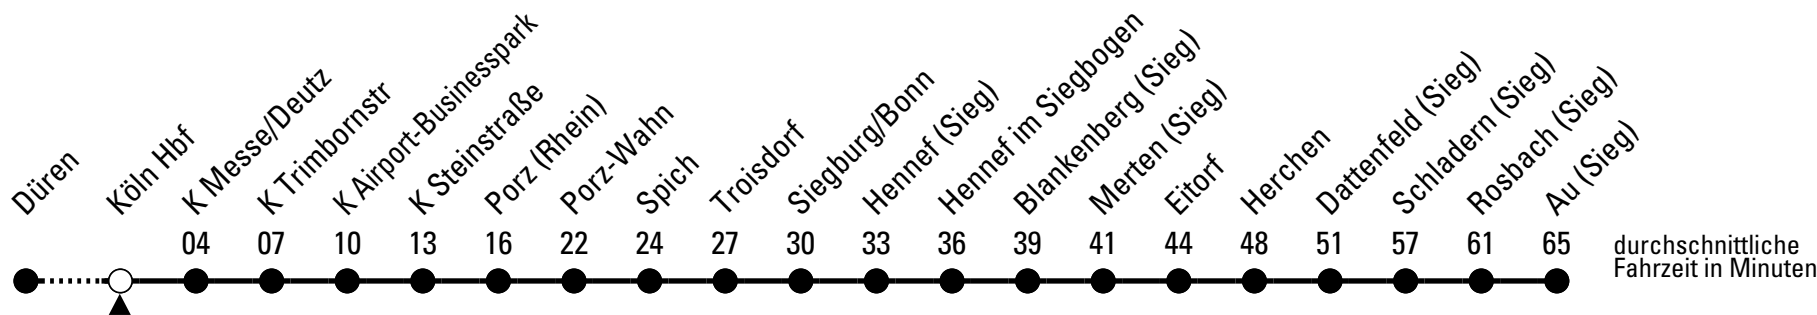 Düren
Köln Hbf
K Messe/Deutz
K Trimbornstr
K Airport-Businesspark
K Steinstraße
Porz (Rhein)
Porz-Wahn
Spich
Troisdorf
Siegburg/Bonn
Hennef (Sieg)
Hennef im Siegbogen
Blankenberg (Sieg)
Merten (Sieg)
Eitorf
Herchen
Dattenfeld (Sieg)
Schladern (Sieg)
Rosbach (Sieg)
Au (Sieg)
04 07 10 13 16 22 24 27 30 33 36 39 41 44 48 51 57 61 65
durchschnittliche
Fahrzeit in Minuten